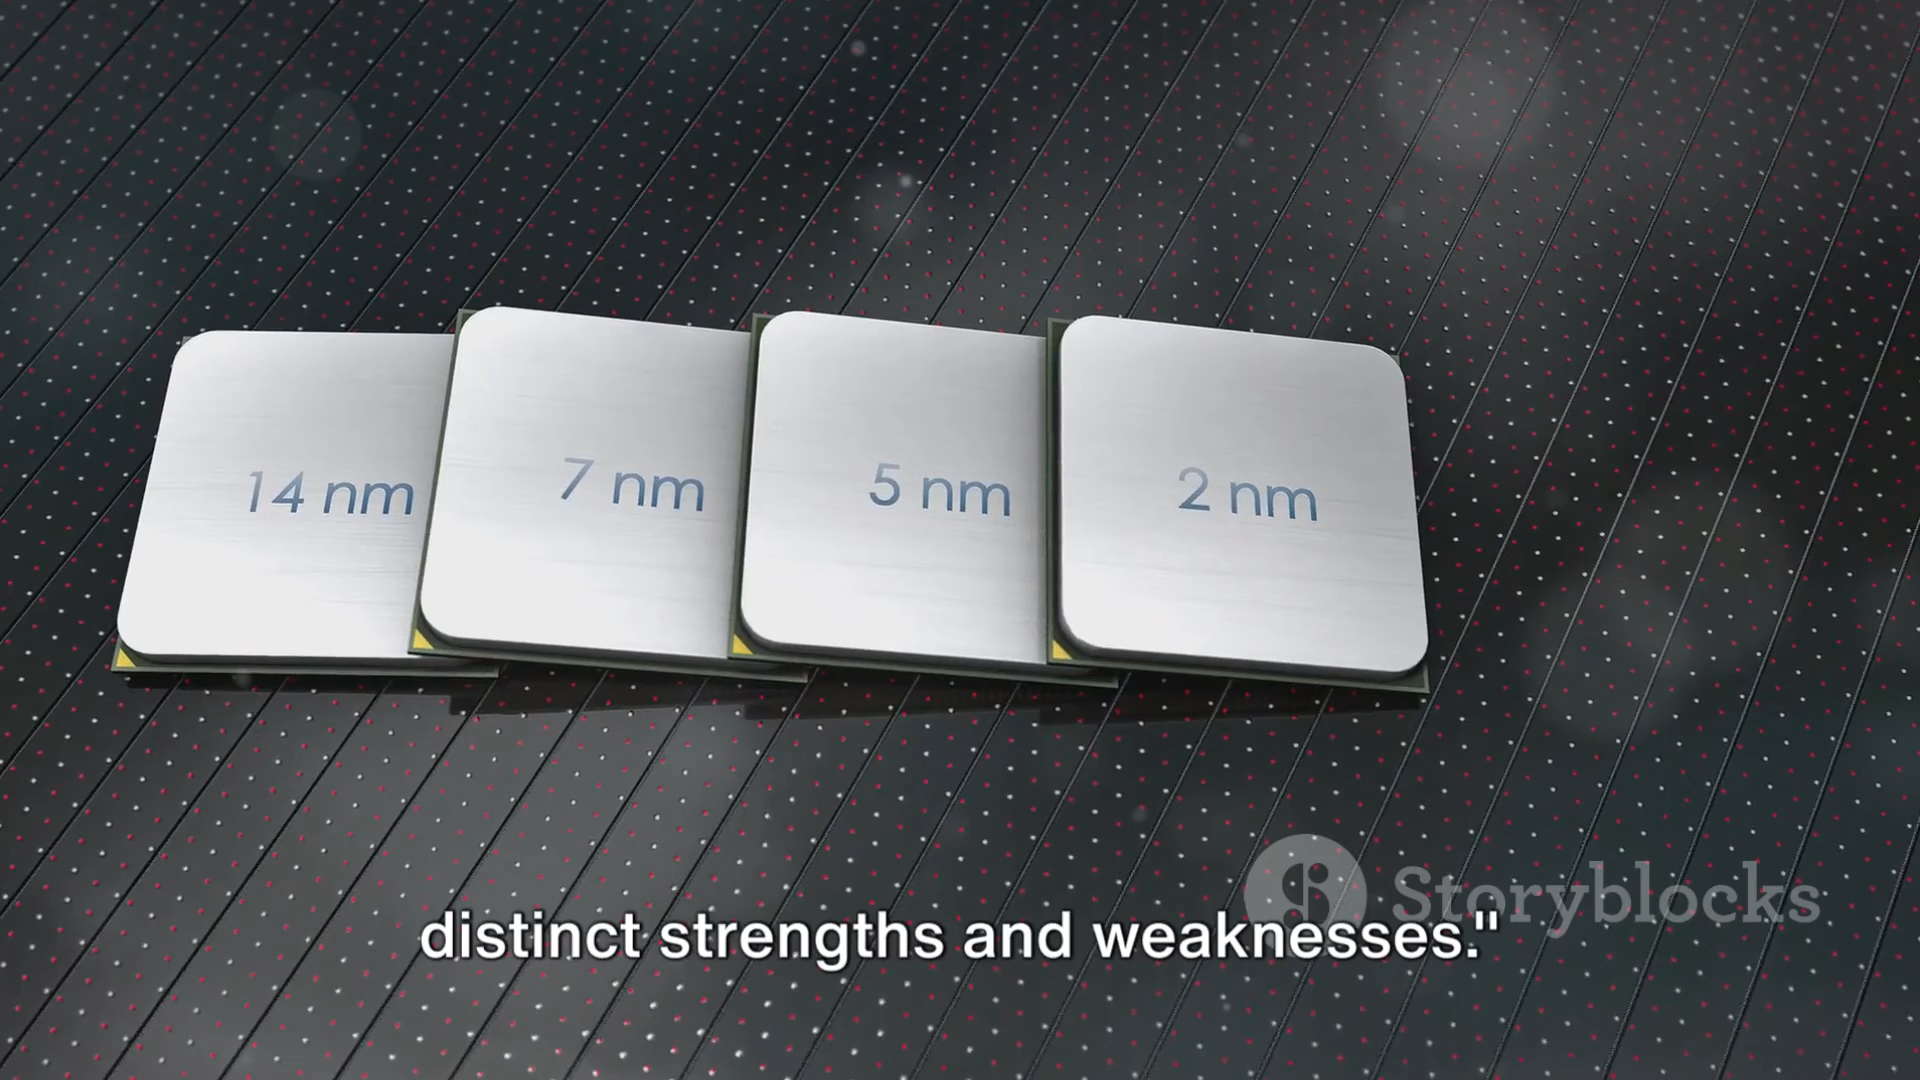 14 nm
7 nm
5 nm
2 nm
Storyblocks
distinct strengths and weaknesses."